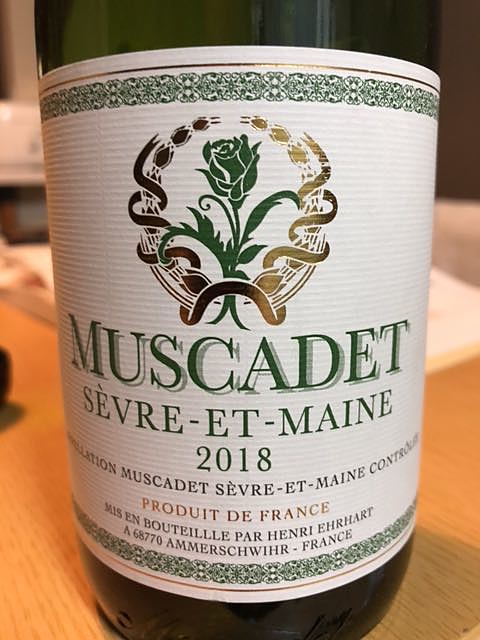 MUSCADET
SÈVRE-ET-MAINE
2018
MUSCADET SÈVRE-ET-MAINE
PRODUIT DE FRANCE
MIS EN BOUTEILLLE PAR HENRI EHRHART
A 68770 AMMERSCHWIHR - FRANCE